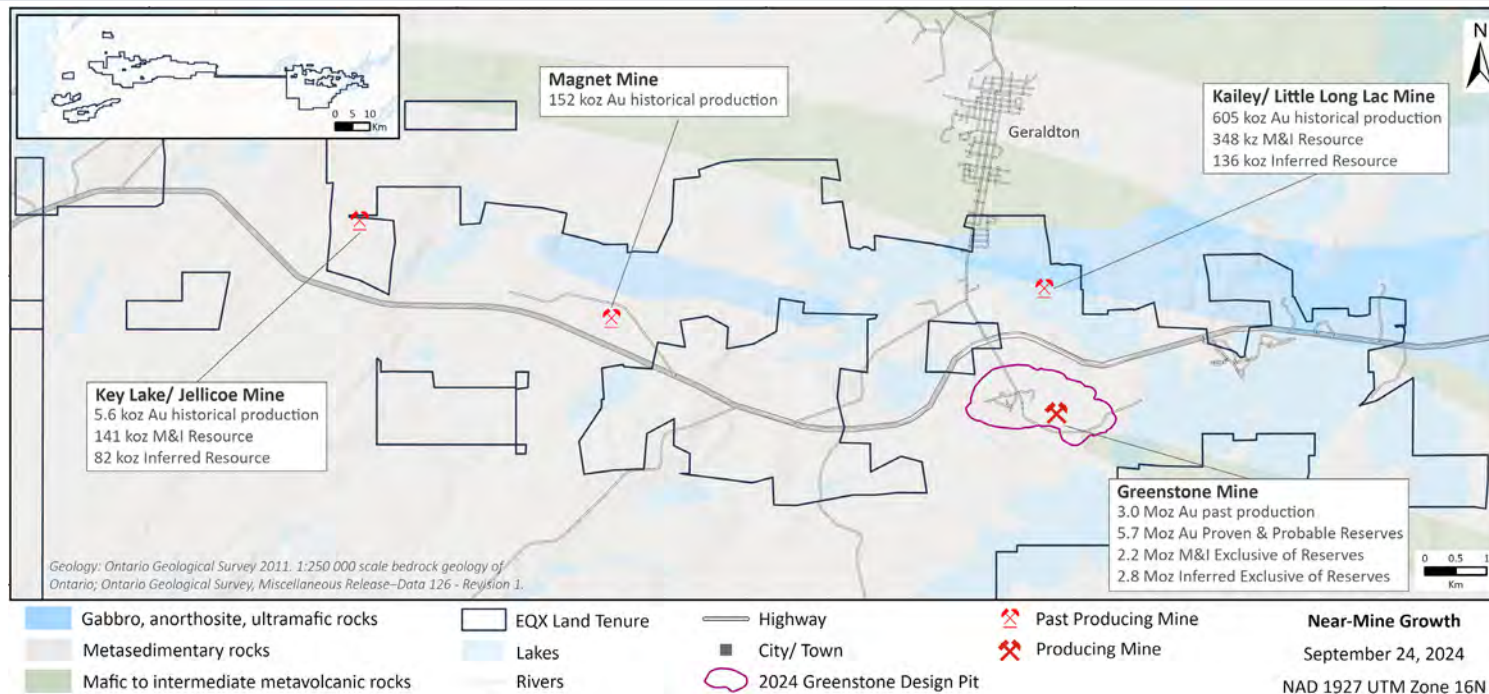 0 5 10
Km
Magnet Mine
152 koz Au historical production
Geraldton
Kailey/ Little Long Lac Mine
605 koz Au historical production
348 kz M&I Resource
136 koz Inferred Resource
N
Key Lake/ Jellicoe Mine
5.6 koz Au historical production
141 koz M&I Resource
82 koz Inferred Resource
Greenstone Mine
3.0 Moz Au past production
5.7 Moz Au Proven & Probable Reserves
2.2 Moz M&I Exclusive of Reserves
2.8 Moz Inferred Exclusive of Reserves
0 0.5 1
Km
Geology: Ontario Geological Survey 2011. 1:250 000 scale bedrock geology of
Ontario; Ontario Geological Survey, Miscellaneous Release–Data 126 - Revision 1.
Gabbro, anorthosite, ultramafic rocks
Metasedimentary rocks
Mafic to intermediate metavolcanic rocks
EQX Land Tenure
Lakes
Rivers
Highway
City/ Town
2024 Greenstone Design Pit
Past Producing Mine
Producing Mine
Near-Mine Growth
September 24, 2024
NAD 1927 UTM Zone 16N